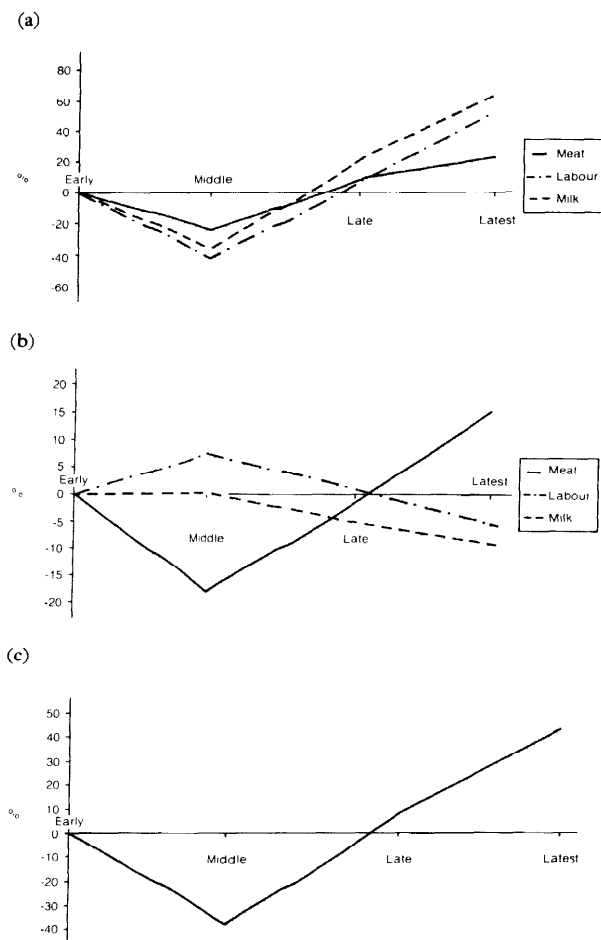 (a)
80
60
40
20
0
-20
-40
-60
%
Early
Middle
Late
Latest
Meat
Labour
Milk
(b)
20
15
10
5
0
-5
-10
-15
-20
%
Early
Middle
Late
Latest
Meat
Labour
Milk
(c)
50
40
30
20
10
0
-10
-20
-30
-40
%
Early
Middle
Late
Latest